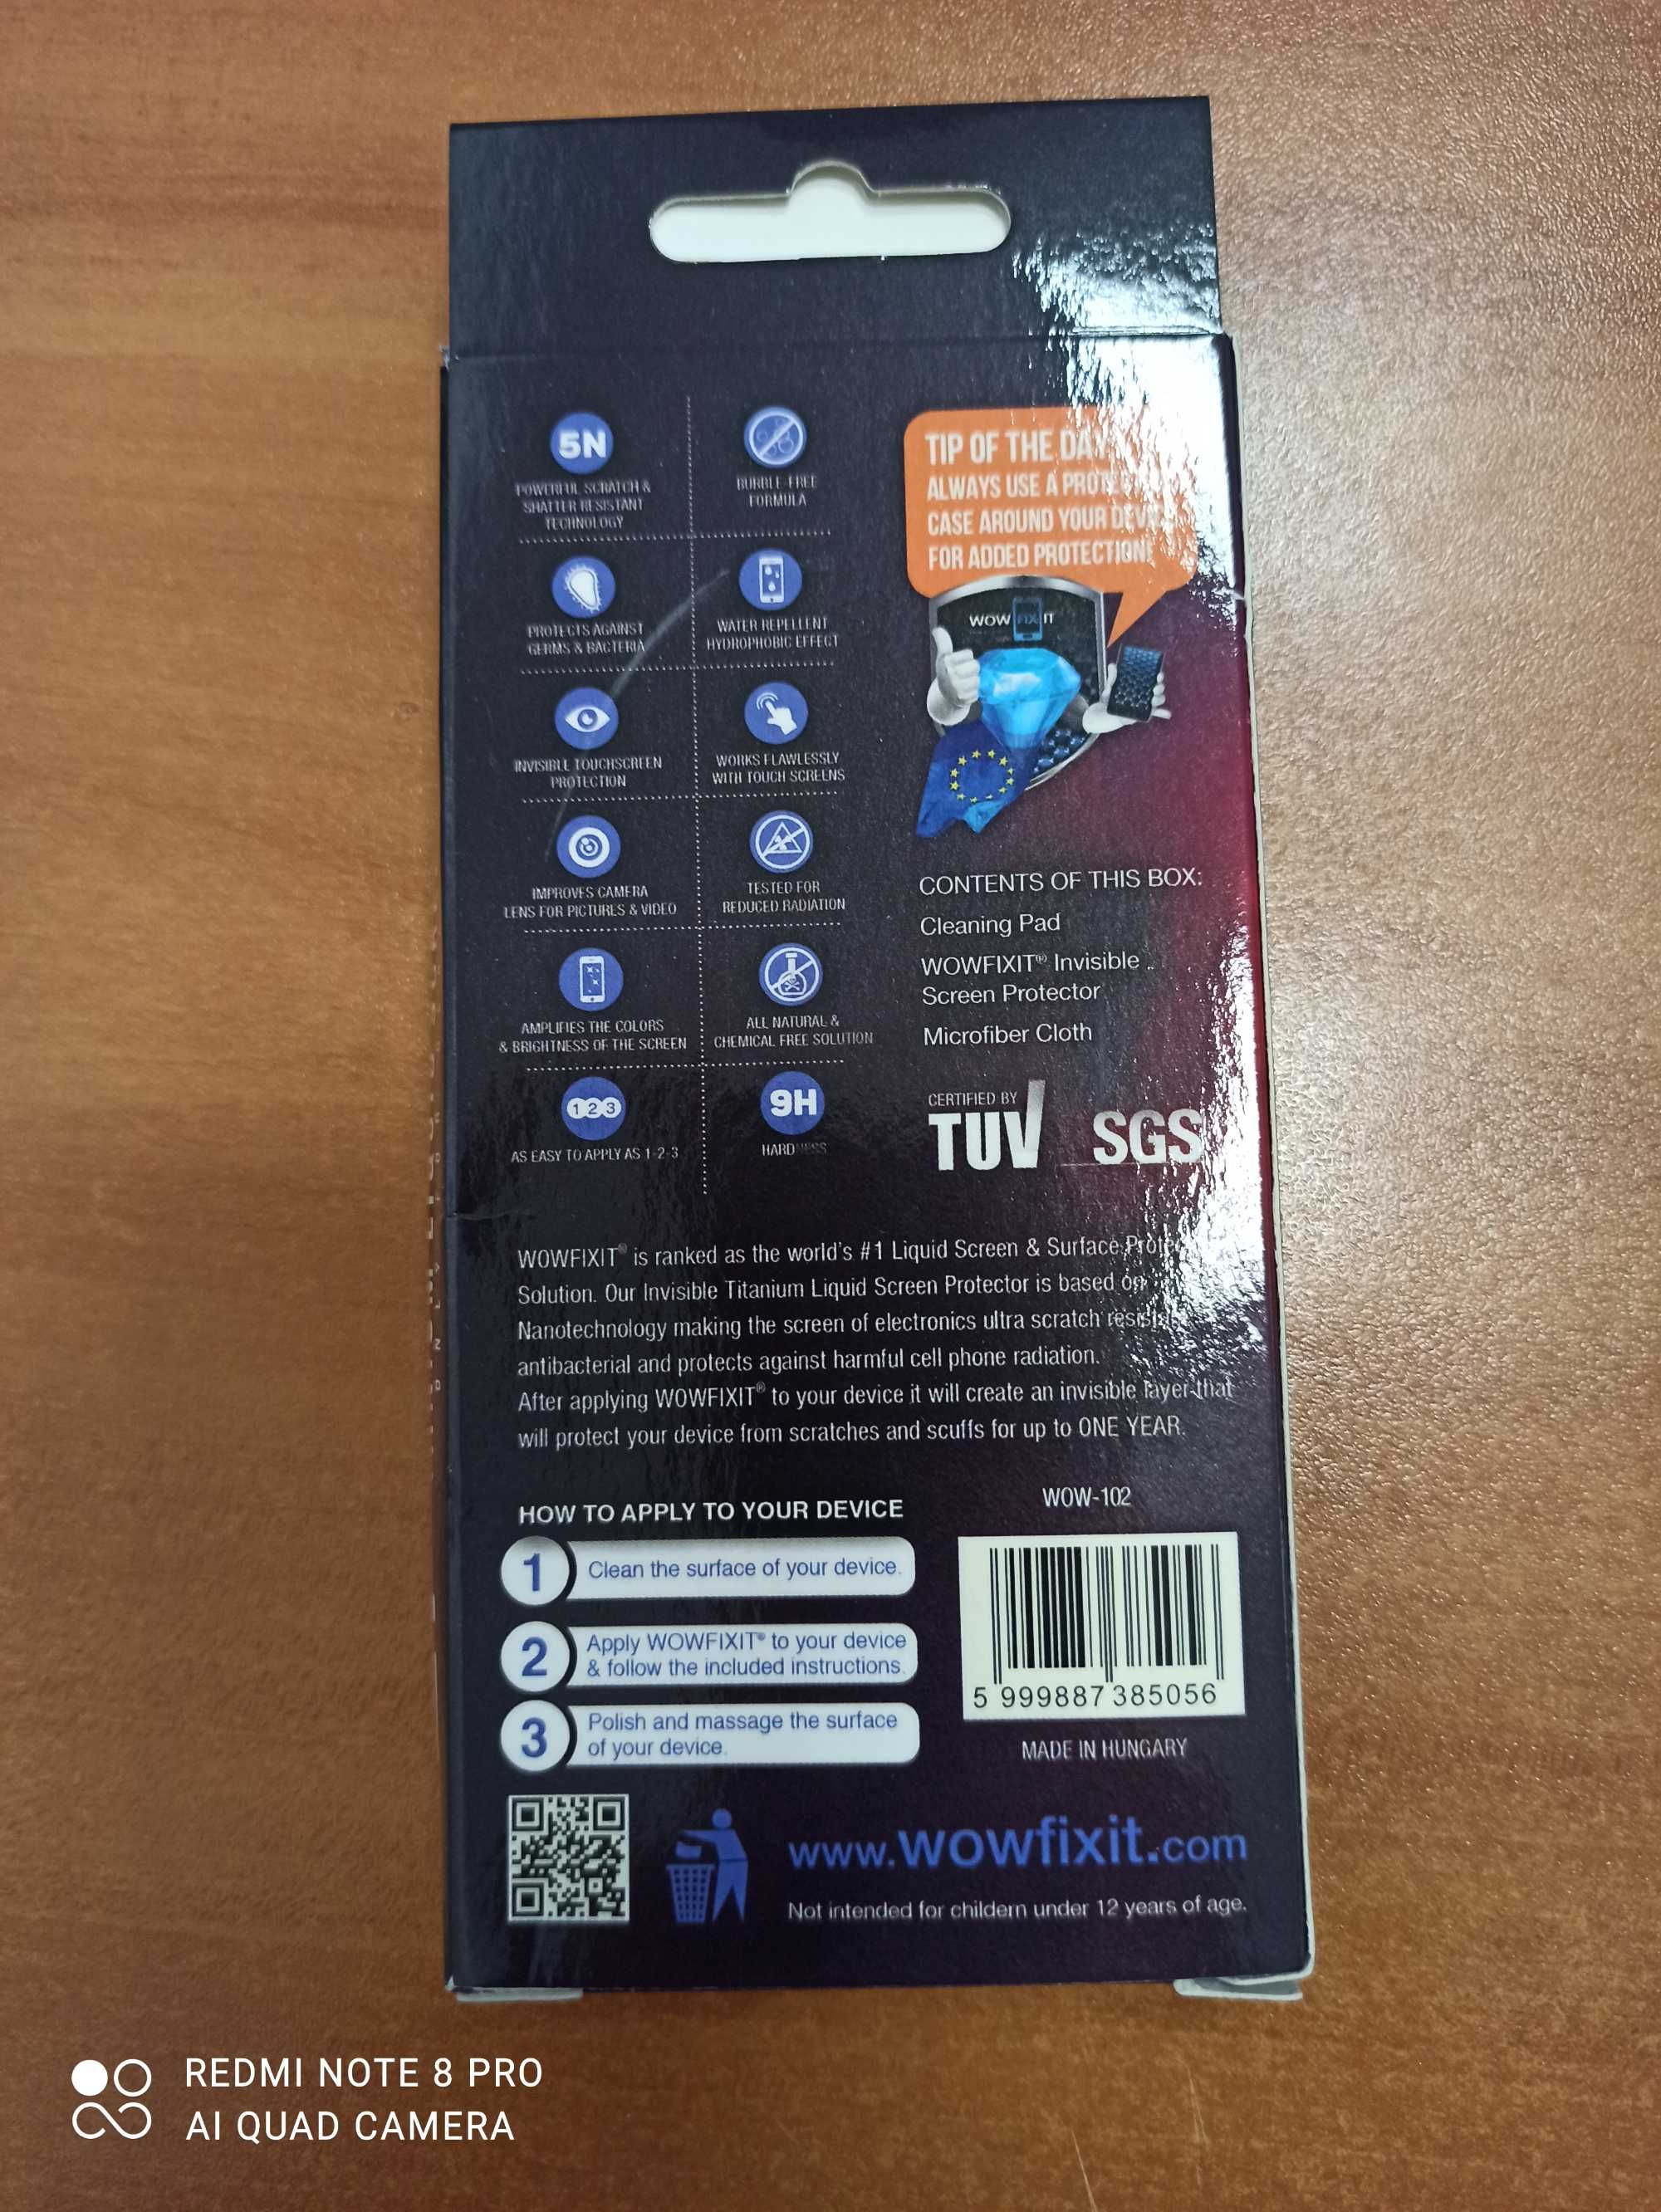 5N
POWERFUL SCRATCH &
SHATTER RESISTANT
TECHNOLOGY
BUBBLE-FREE
FORMULA
PROTECTS AGAINST
GERMS & BACTERIA
WATER REPELLENT
HYDROPHOBIC EFFECT
INVISIBLE TOUCHSCREEN
PROTECTION
WORKS FLAWLESSLY
WITH TOUCH SCREENS
IMPROVES CAMERA
LENS FOR PICTURES & VIDEO
TESTED FOR
REDUCED RADIATION
AMPLIFIES THE COLORS
& BRIGHTNESS OF THE SCREEN
ALL NATURAL &
CHEMICAL FREE SOLUTION
1 2 3
AS EASY TO APPLY AS 1-2-3
9H
HARDNESS
TIP OF THE DAY
ALWAYS USE A
CASE AROUND YOUR
FOR ADDED PROTECTION!
WOW FIX IT
CONTENTS OF THIS BOX:
Cleaning Pad
WOWFIXIT® Invisible
Screen Protector
Microfiber Cloth
CERTIFIED BY
TUV SGS
WOWFIXIT® is ranked as the world's #1 Liquid Screen & Surface
Solution. Our Invisible Titanium Liquid Screen Protector is based on
Nanotechnology making the screen of electronics ultra scratch
antibacterial and protects against harmful cell phone radiation.
After applying WOWFIXIT® to your device it will create an invisible layer that
will protect your device from scratches and scuffs for up to ONE YEAR.
HOW TO APPLY TO YOUR DEVICE
1 Clean the surface of your device.
2 Apply WOWFIXIT® to your device
& follow the included instructions.
3 Polish and massage the surface
of your device.
WOW-102
5 999887 385056
MADE IN HUNGARY
www.wowfixit.com
Not intended for childern under 12 years of age.
REDMI NOTE 8 PRO
AI QUAD CAMERA